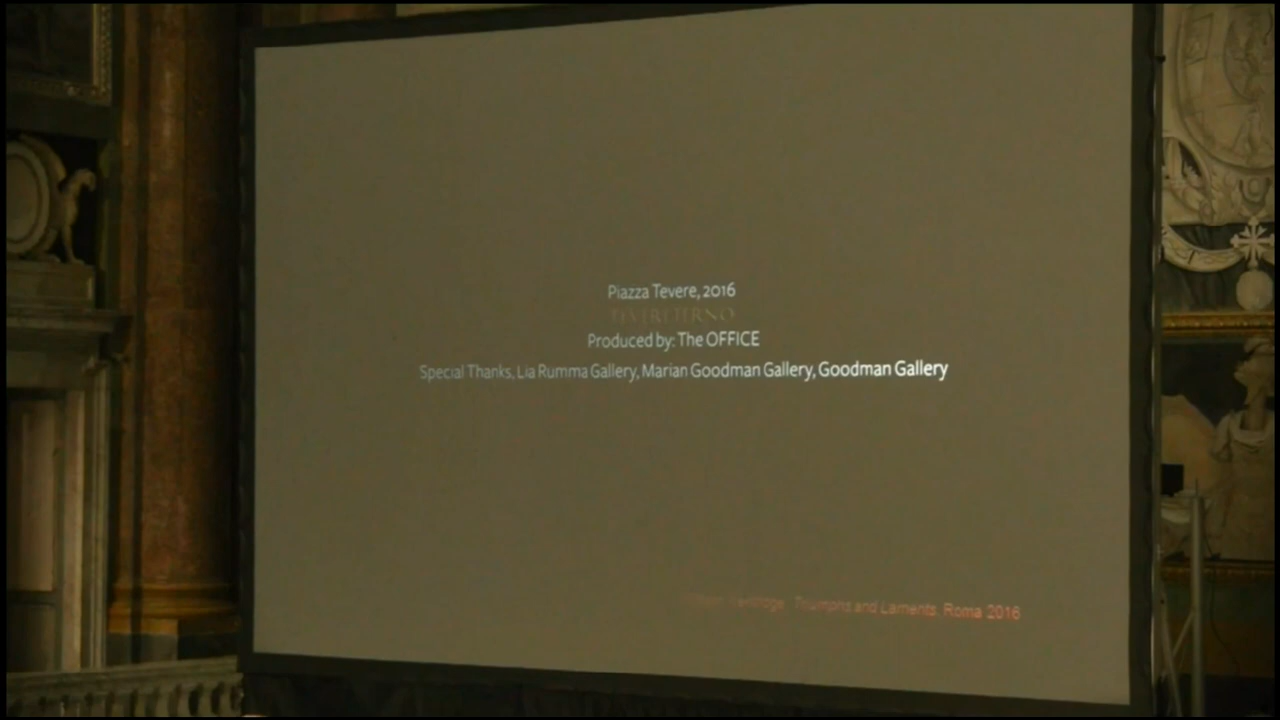 Piazza Tevere, 2016
TEVERETERNO
Produced by: The OFFICE
Special Thanks, Lia Rumma Gallery, Marian Goodman Gallery, Goodman Gallery
Triumphs and Laments, Roma 2016